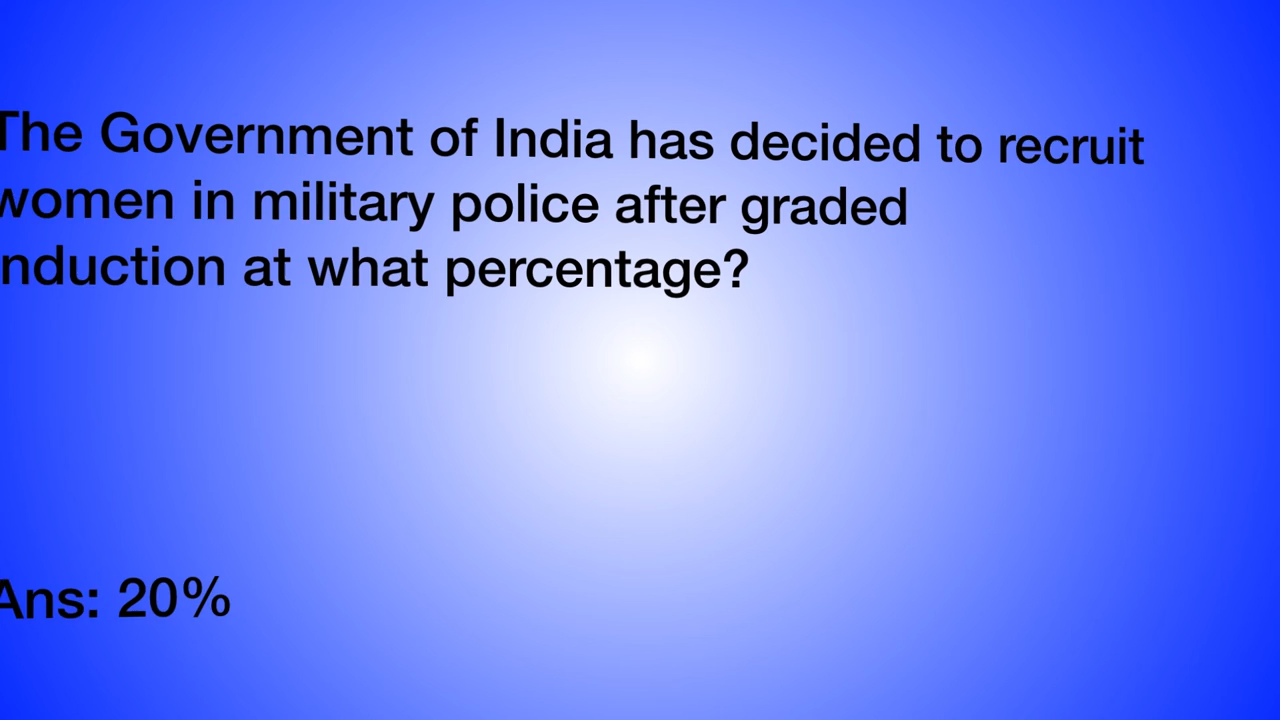 The Government of India has decided to recruit
women in military police after graded
induction at what percentage?
Ans: 20%